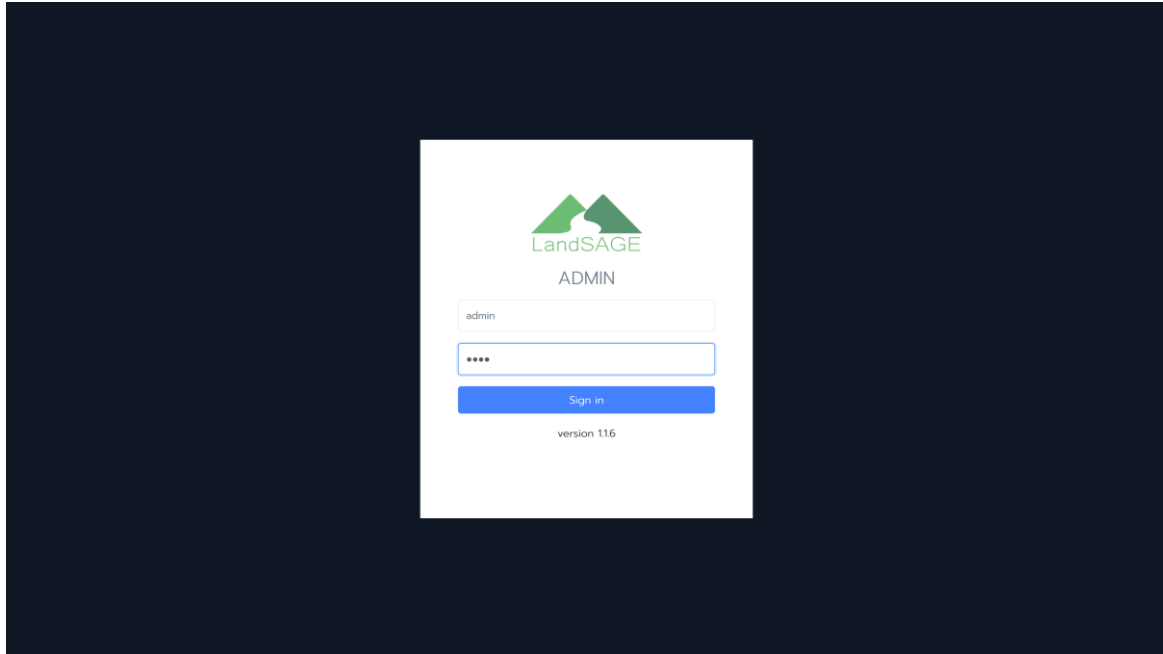 LandSAGE
ADMIN
admin
••••
Sign in
version 1.1.6